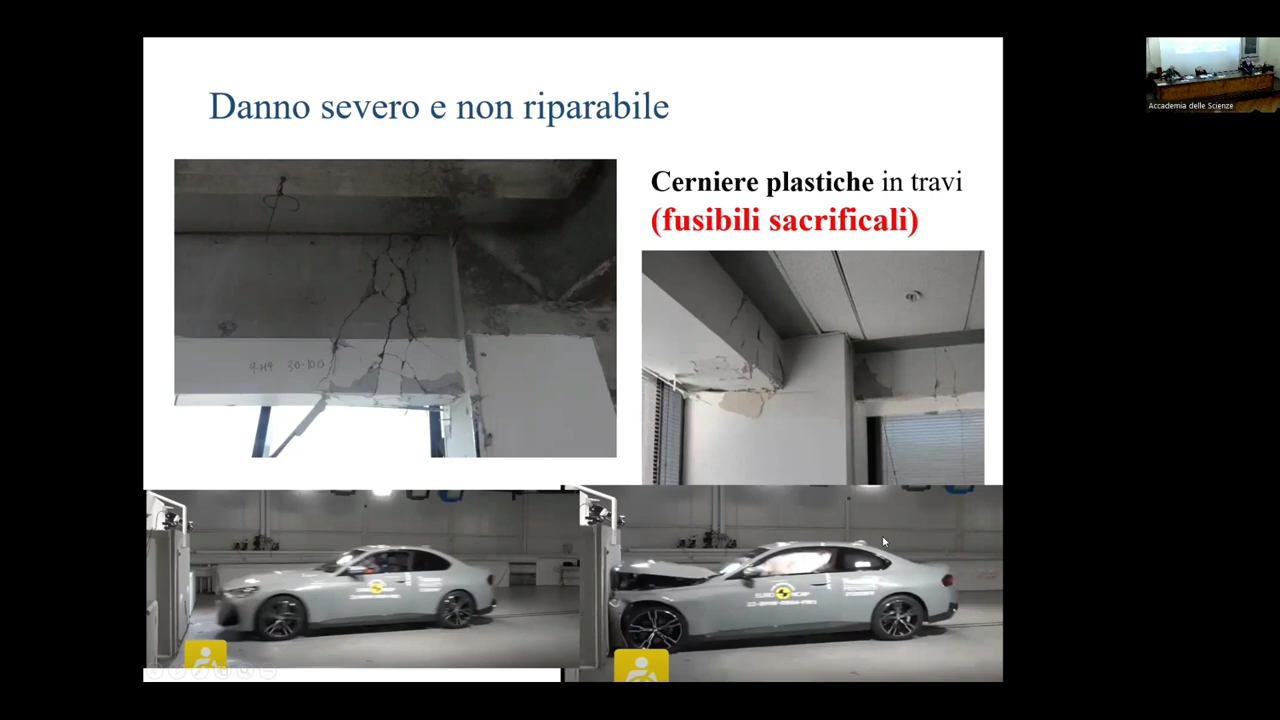 Danno severo e non riparabile
Accademia delle Scienze
Cerniere plastiche in travi
(fusibili sacrificali)